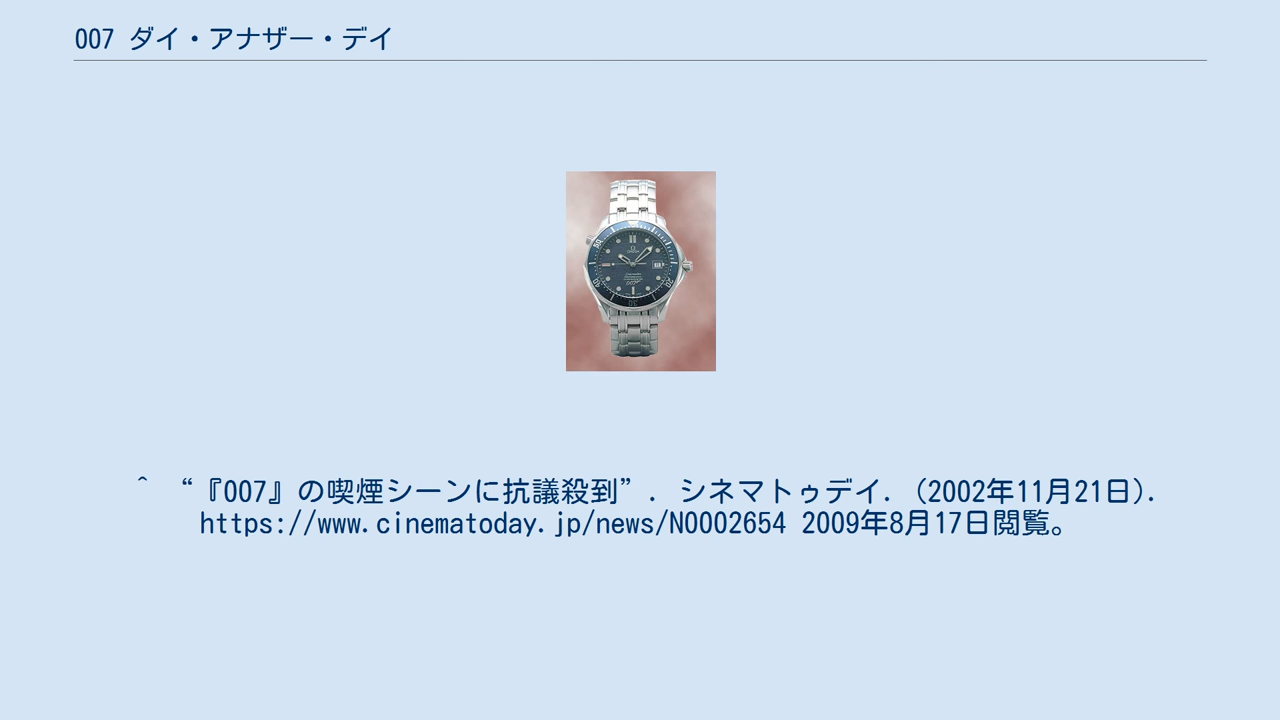 007 ダイ・アナザー・デイ
^ “『007』の喫煙シーンに抗議殺到”. シネマトゥデイ. (2002年11月21日).
https://www.cinematoday.jp/news/N0002654 2009年8月17日閲覧。